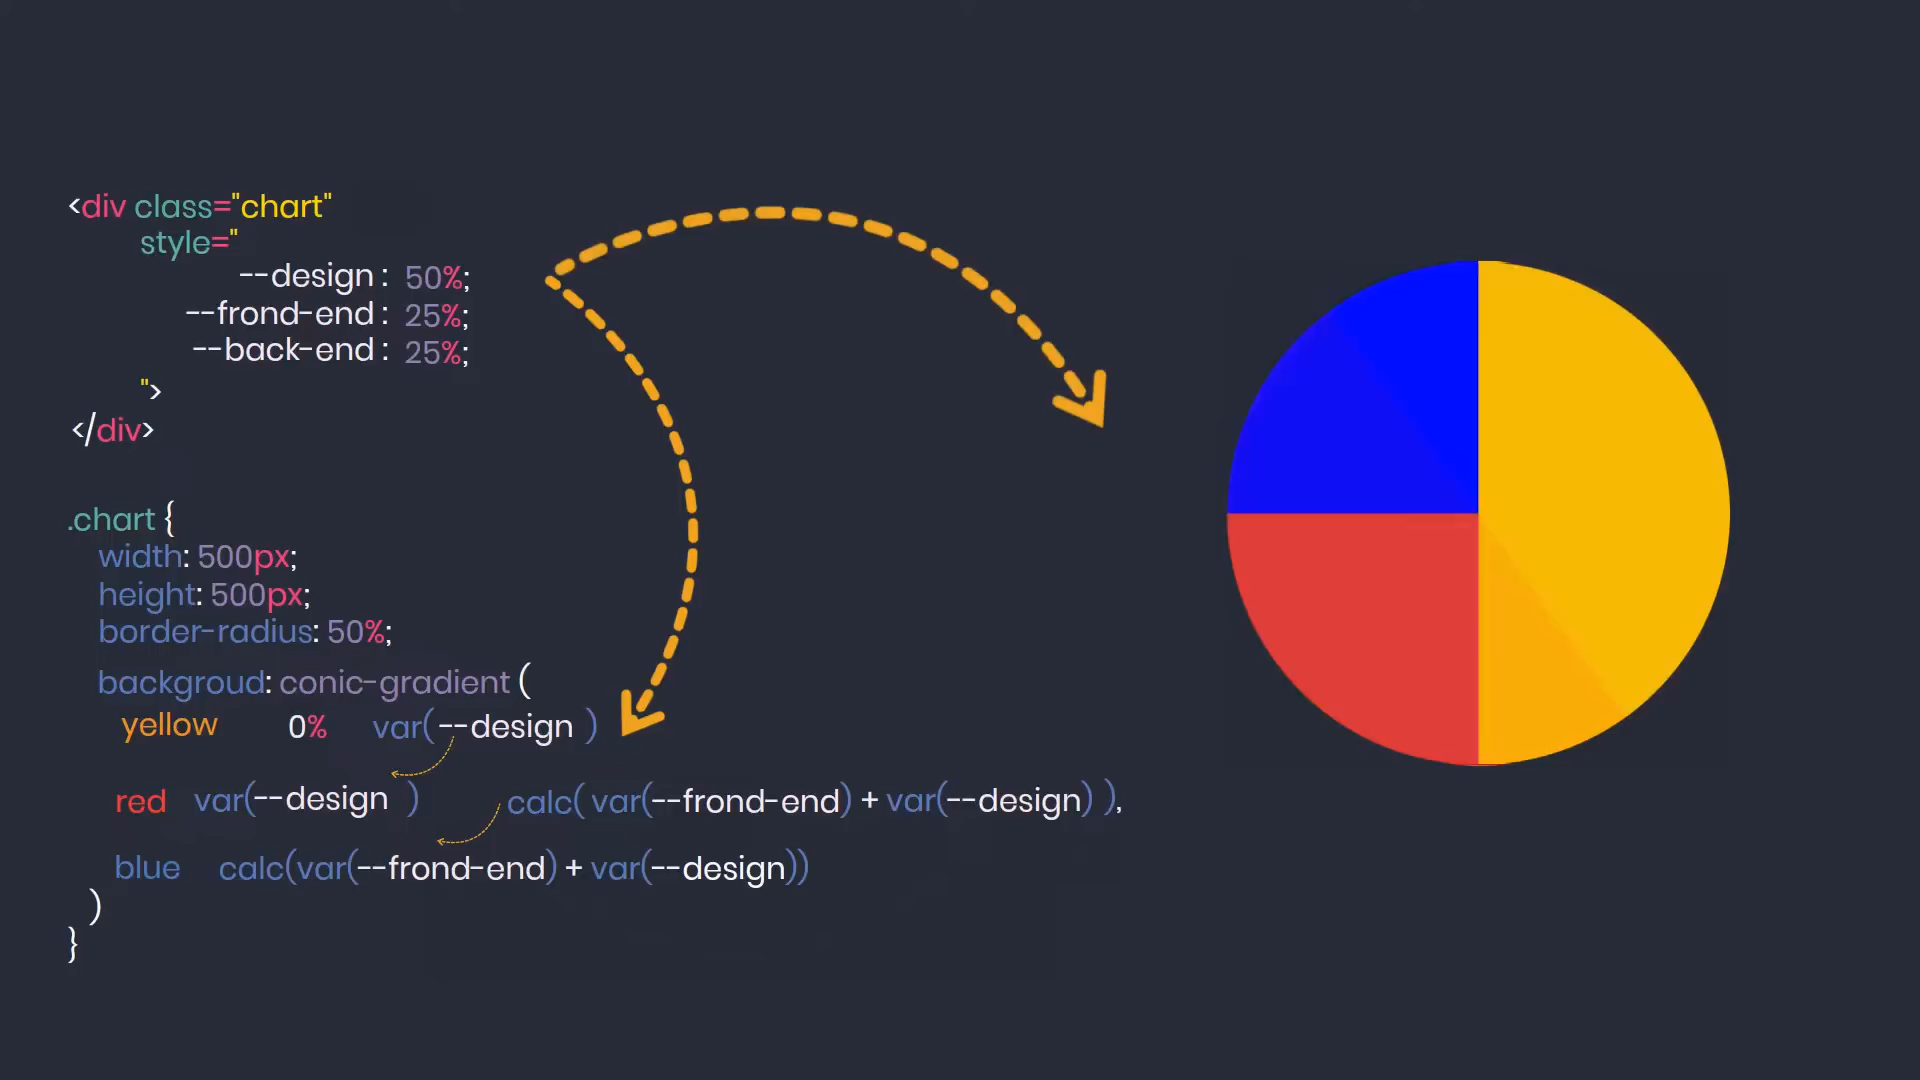 <div class="chart"
style="
--design : 50%;
--frond-end : 25%;
--back-end : 25%;
">
</div>
.chart {
width: 500px;
height: 500px;
border-radius: 50%;
backgroud: conic-gradient (
yellow 0% var( --design )
red var(--design ) calc( var(--frond-end) + var(--design) ),
blue calc(var(--frond-end) + var(--design))
)
}